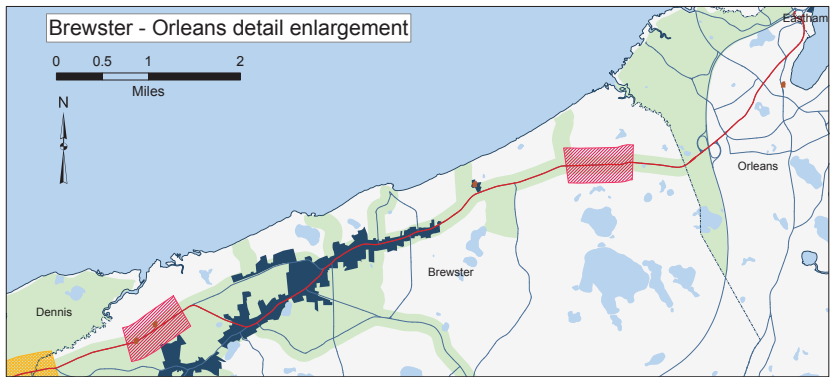 Brewster - Orleans detail enlargement
Eastham
0 0.5 1 2
Miles
N
Orleans
Brewster
Dennis